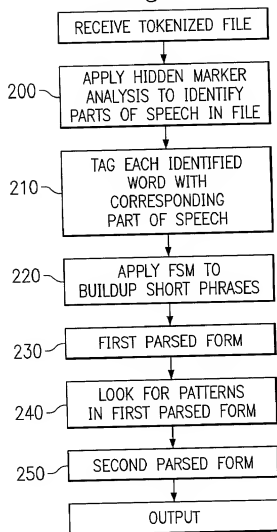 RECEIVE TOKENIZED FILE
200
APPLY HIDDEN MARKER
ANALYSIS TO IDENTIFY
PARTS OF SPEECH IN FILE
210
TAG EACH IDENTIFIED
WORD WITH
CORRESPONDING
PART OF SPEECH
220
APPLY FSM TO
BUILDUP SHORT PHRASES
230
FIRST PARSED FORM
240
LOOK FOR PATTERNS
IN FIRST PARSED FORM
250
SECOND PARSED FORM
OUTPUT